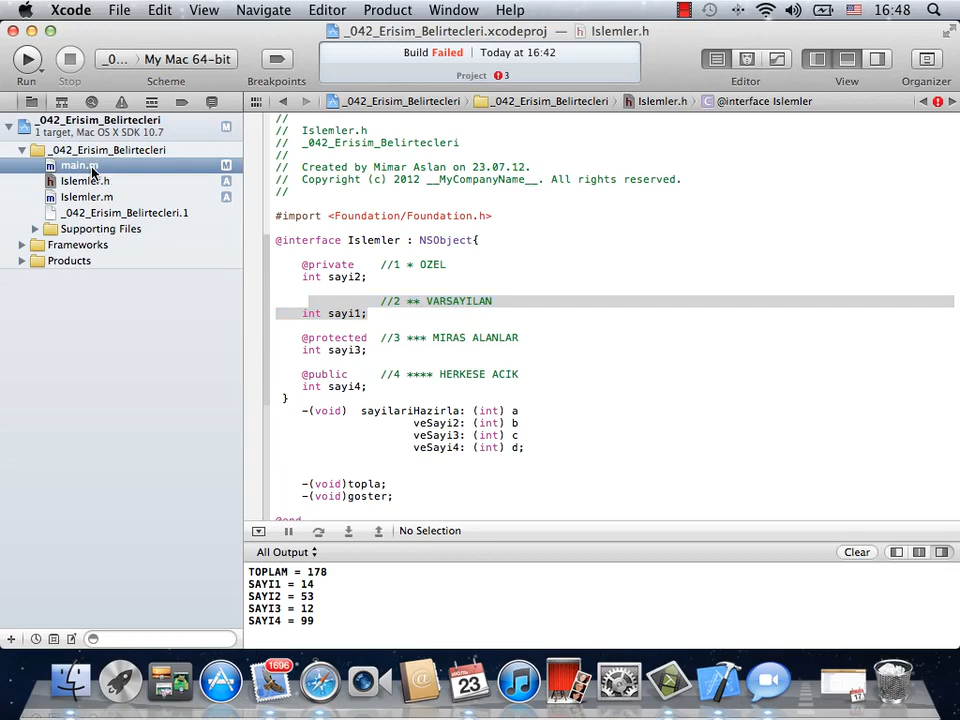 Xcode File Edit View Navigate Editor Product Window Help 16:48
_042_Erisim_Belirtecleri.xcodeproj — Islemler.h
_0... My Mac 64-bit
Build Failed Today at 16:42
Project 3
Run Stop Scheme Breakpoints Editor View Organizer
_042_Erisim_Belirtecleri _042_Erisim_Belirtecleri Islemler.h @interface Islemler
_042_Erisim_Belirtecleri M
1 target, Mac OS X SDK 10.7
_042_Erisim_Belirtecleri
main.m M
Islemler.h A
Islemler.m A
_042_Erisim_Belirtecleri.1
Supporting Files
Frameworks
Products
//
// Islemler.h
// _042_Erisim_Belirtecleri
//
// Created by Mimar Aslan on 23.07.12.
// Copyright (c) 2012 __MyCompanyName__. All rights reserved.
//
#import <Foundation/Foundation.h>
@interface Islemler : NSObject{
@private //1 * OZEL
int sayi2;
//2 ** VARSAYILAN
int sayi1;
@protected //3 *** MIRAS ALANLAR
int sayi3;
@public //4 **** HERKESE ACIK
int sayi4;
}
-(void) sayilariHazirla: (int) a
veSayi2: (int) b
veSayi3: (int) c
veSayi4: (int) d;
-(void)topla;
-(void)goster;
@end
No Selection
All Output Clear
TOPLAM = 178
SAYI1 = 14
SAYI2 = 53
SAYI3 = 12
SAYI4 = 99
1696
JUL
23
17